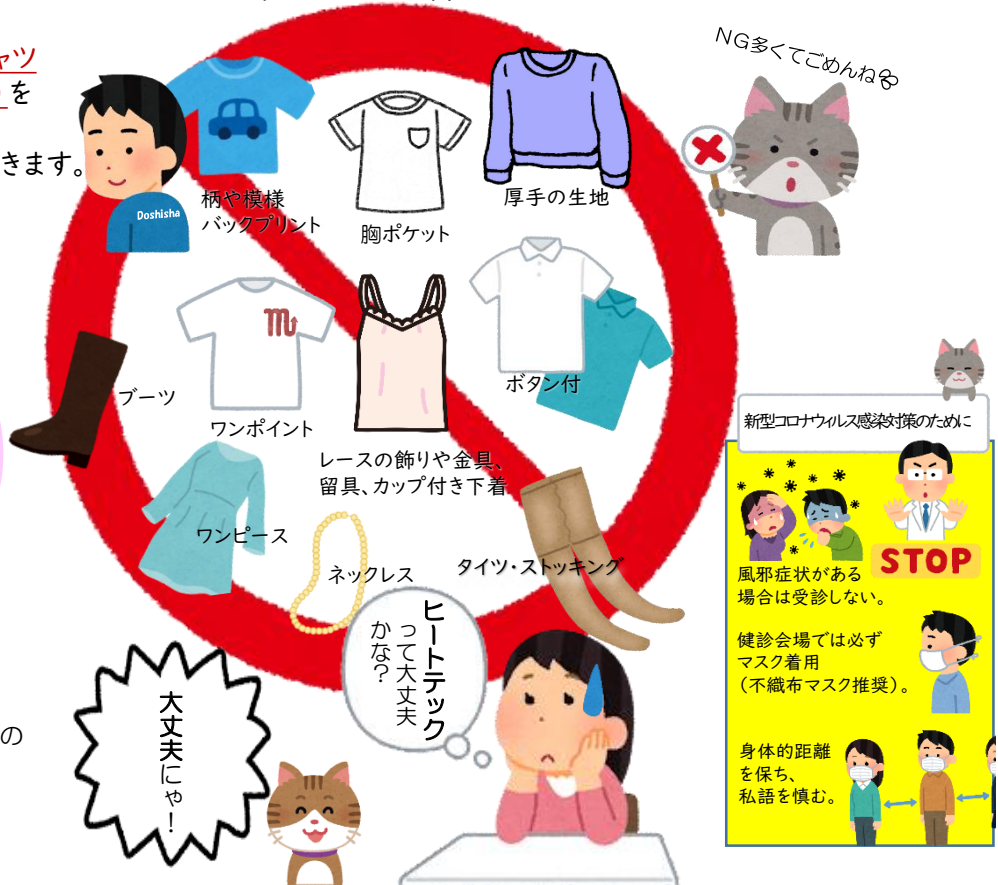 ャツ
を
きます。
NG多くてごめんね
Doshisha
柄や模様
バックプリント
胸ポケット
厚手の生地
ブーツ
ワンポイント
レースの飾りや金具、
留具、カップ付き下着
ボタン付
ワンピース
ネックレス
タイツ・ストッキング
ヒートテック
って大丈夫
かな?
大丈夫にゃ!
の
新型コロナウィルス感染対策のために
STOP
風邪症状がある
場合は受診しない。
健診会場では必ず
マスク着用
(不織布マスク推奨)。
身体的距離
を保ち、
私語を慎む。